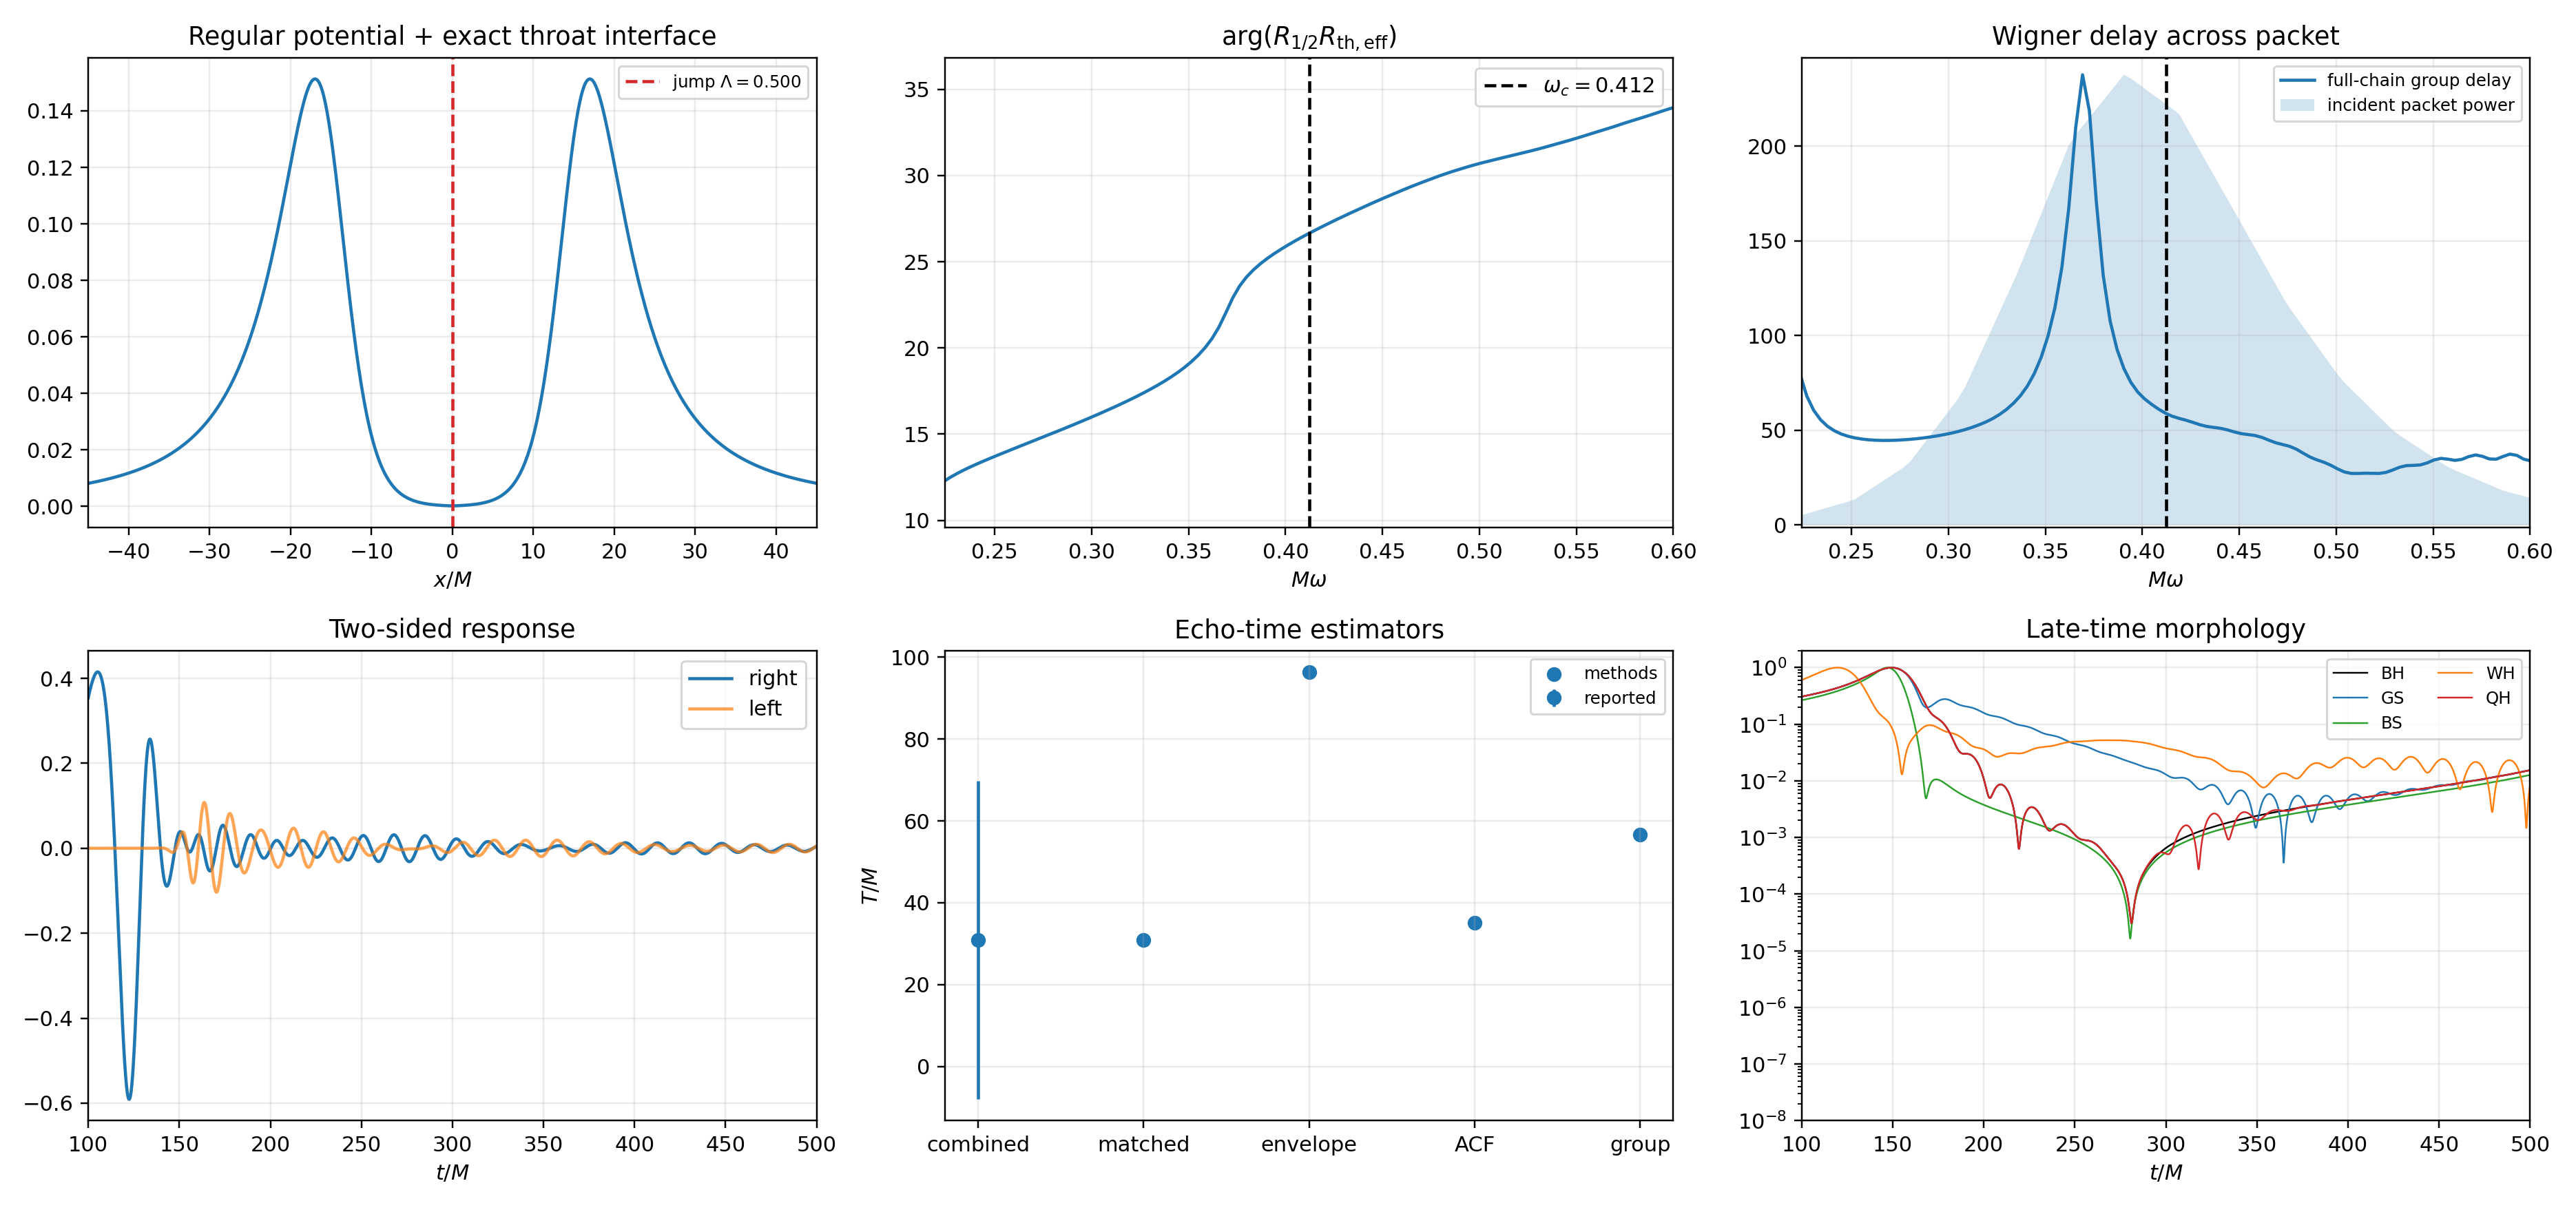 Regular potential + exact throat interface
jump Λ = 0.500
0.14
0.12
0.10
0.08
0.06
0.04
0.02
0.00
−40 −30 −20 −10 0 10 20 30 40
x/M
arg(R1/2Rth, eff)
ωc = 0.412
35
30
25
20
15
10
0.25 0.30 0.35 0.40 0.45 0.50 0.55 0.60
Mω
Wigner delay across packet
full-chain group delay
incident packet power
200
150
100
50
0
0.25 0.30 0.35 0.40 0.45 0.50 0.55 0.60
Mω
Two-sided response
right
left
0.4
0.2
0.0
−0.2
−0.4
−0.6
100 150 200 250 300 350 400 450 500
t/M
Echo-time estimators
methods
reported
T/M
100
80
60
40
20
0
combined matched envelope ACF group
Late-time morphology
BH WH
GS QH
BS
10^0
10^−1
10^−2
10^−3
10^−4
10^−5
10^−6
10^−7
10^−8
100 150 200 250 300 350 400 450 500
t/M